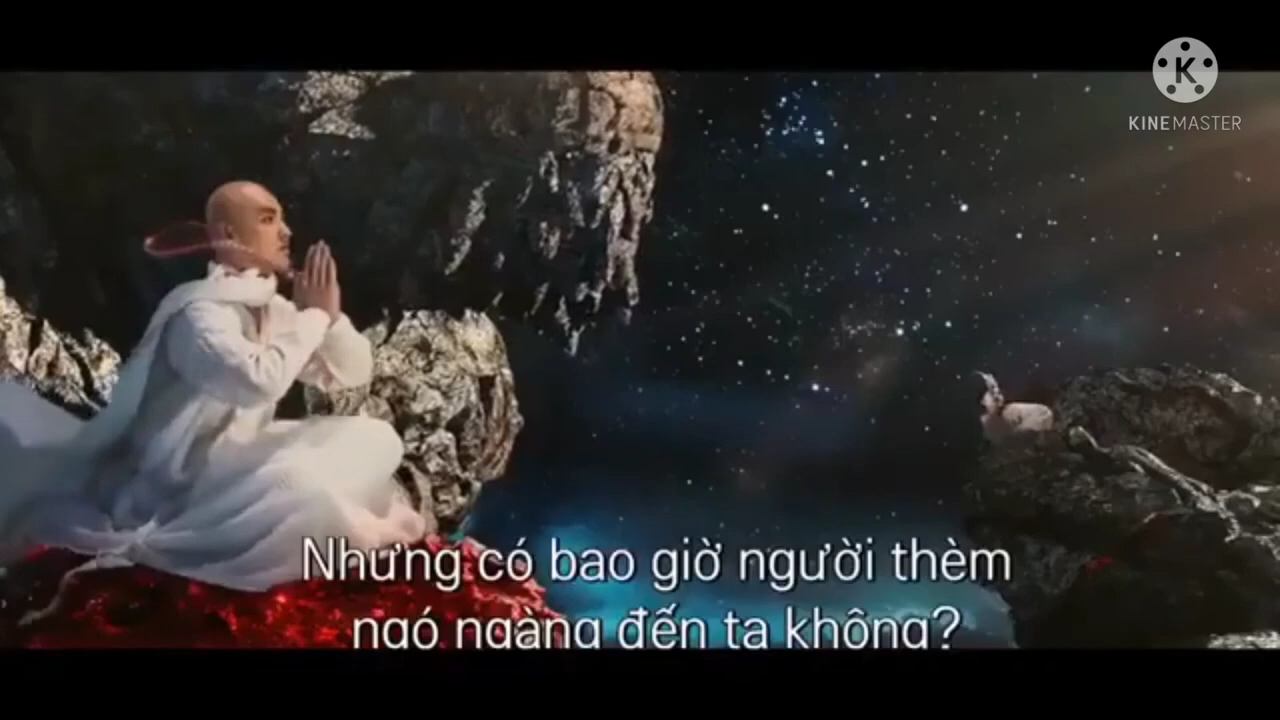 K
KINEMASTER
Nhưng có bao giờ người thèm
ngó ngàng đến ta không?